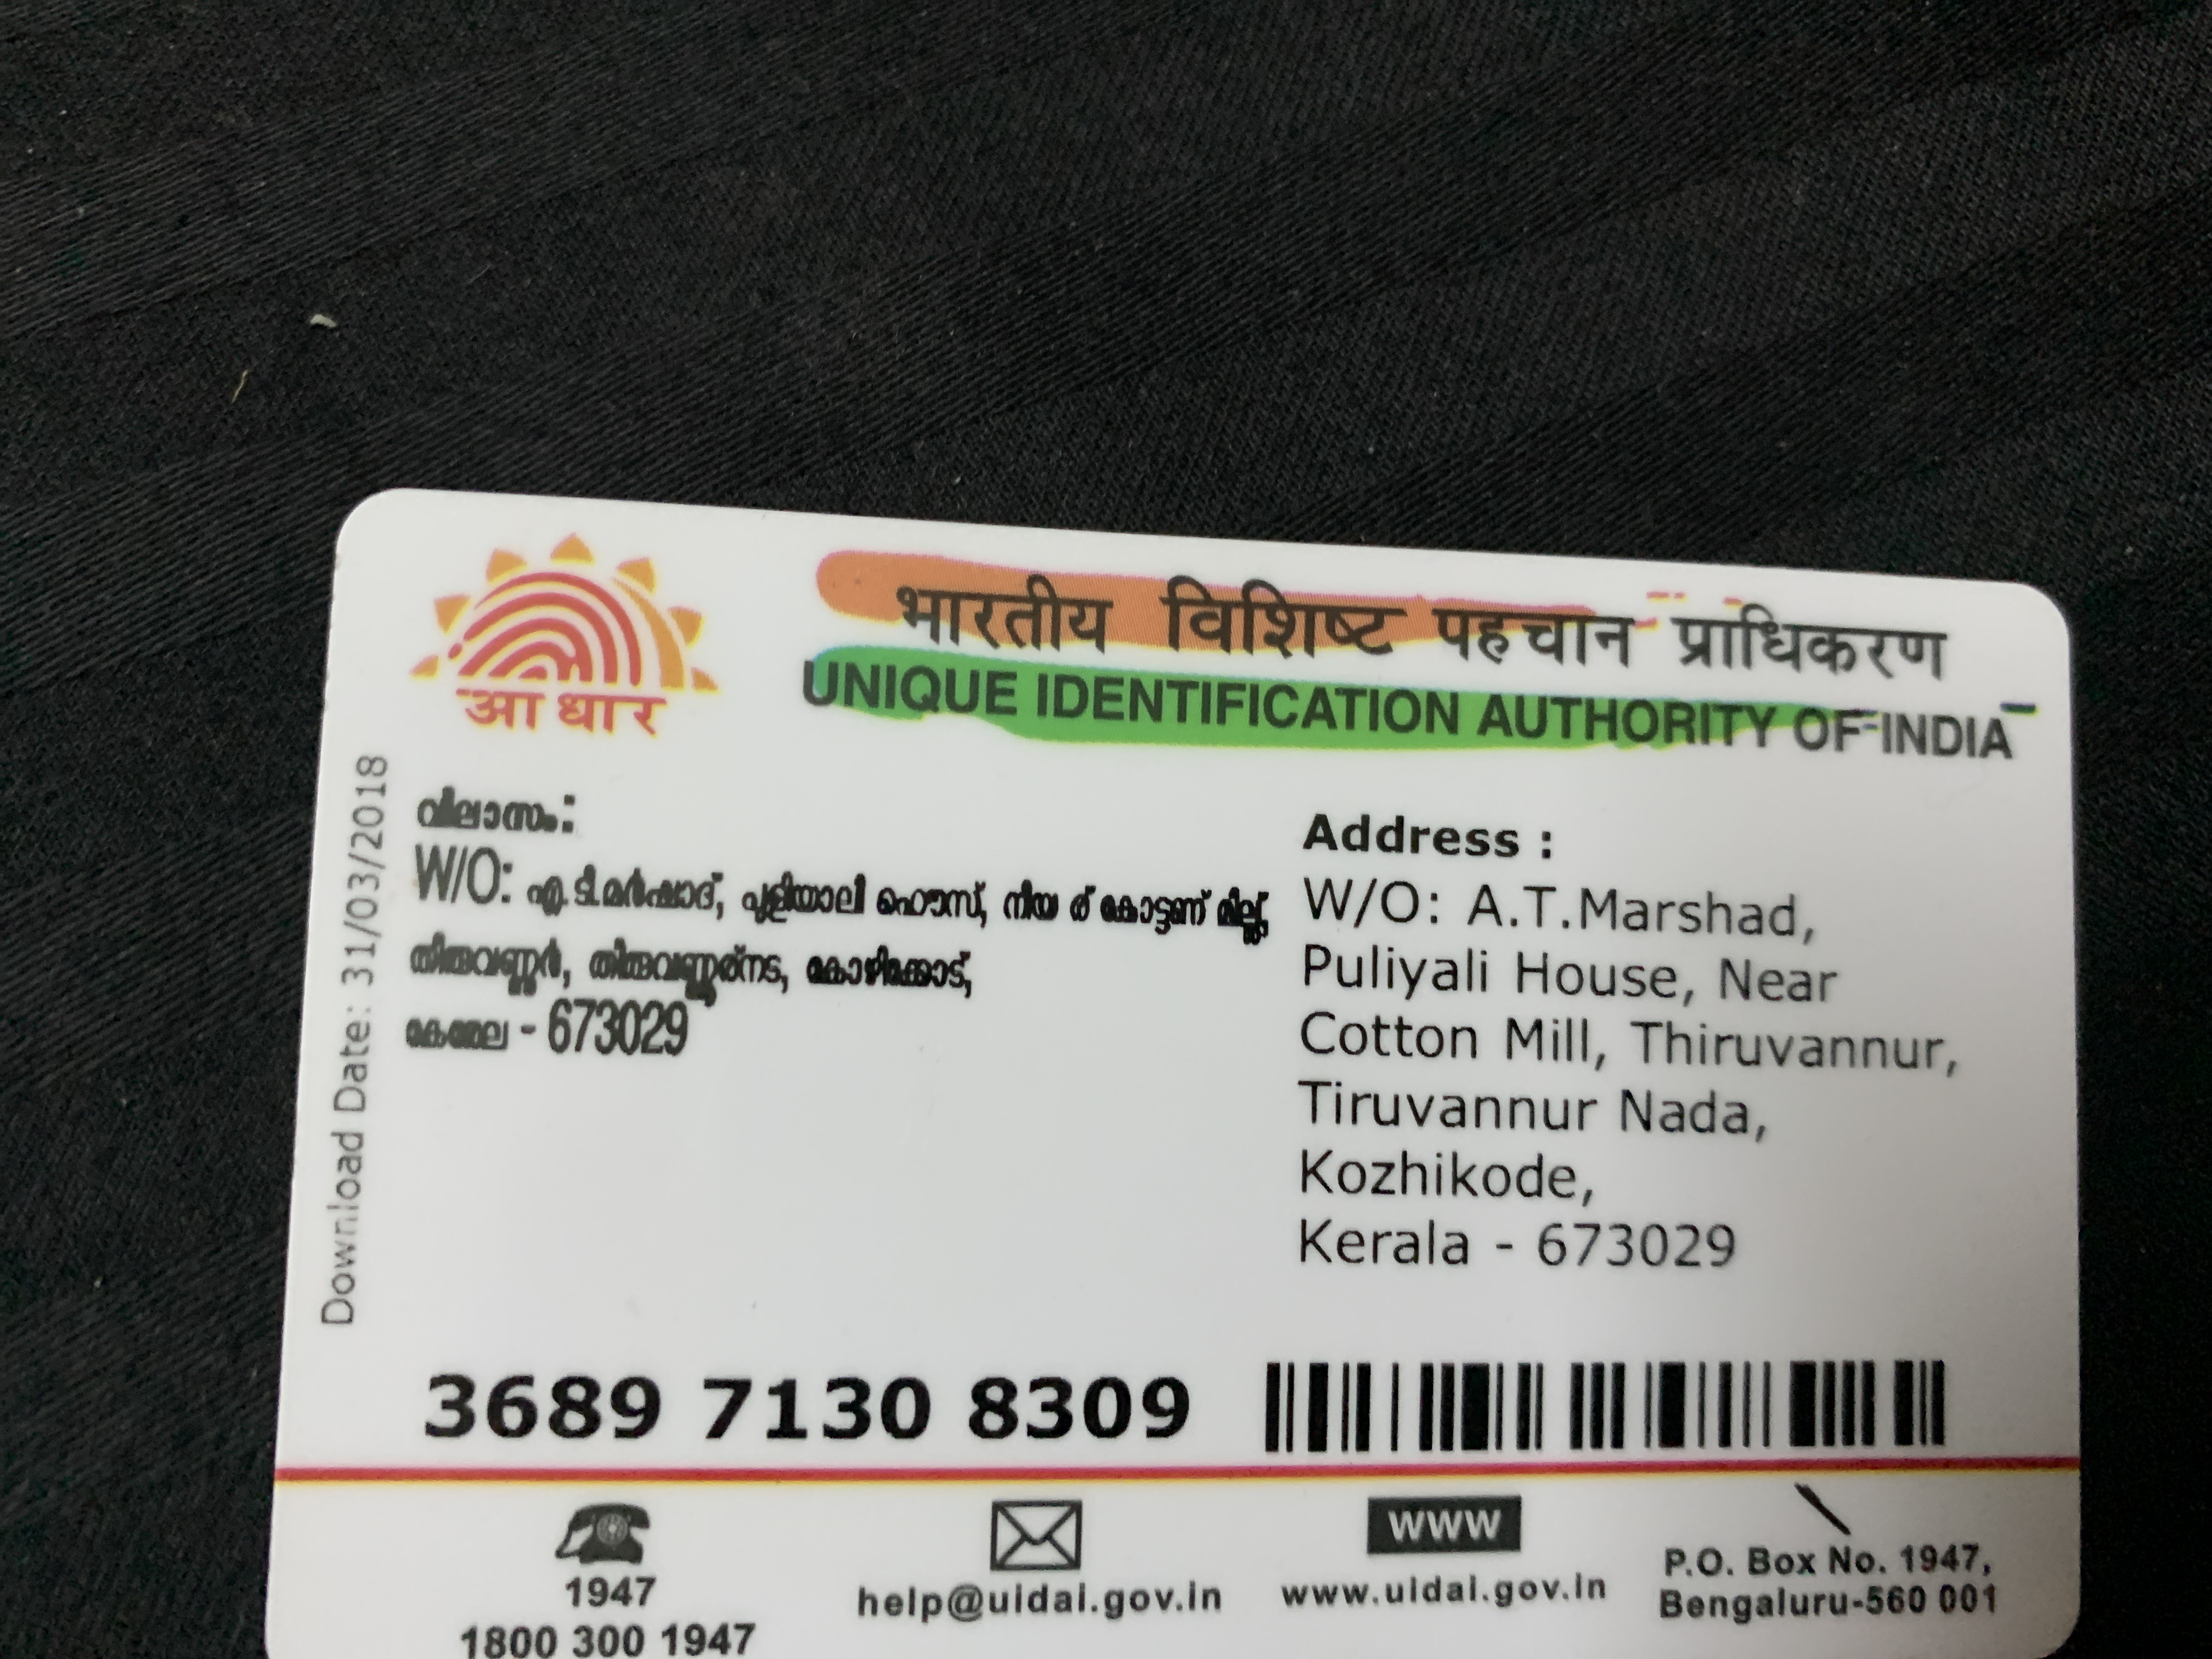 आधार
भारतीय विशिष्ट पहचान प्राधिकरण
UNIQUE IDENTIFICATION AUTHORITY OF INDIA
Download Date: 31/03/2018
വിലാസം:
W/O: എ.ടി.മർഷാദ്, പുളിയാലി ഹൗസ്, നിയർ കോട്ടൺ മിൽ,
തിരുവണ്ണൂർ, തിരുവണ്ണൂർ നട, കോഴിക്കോട്,
കേരള - 673029
Address :
W/O: A.T.Marshad,
Puliyali House, Near
Cotton Mill, Thiruvannur,
Tiruvannur Nada,
Kozhikode,
Kerala - 673029
3689 7130 8309
1947
1800 300 1947
help@uidai.gov.in
www
www.uidai.gov.in
P.O. Box No. 1947,
Bengaluru-560 001